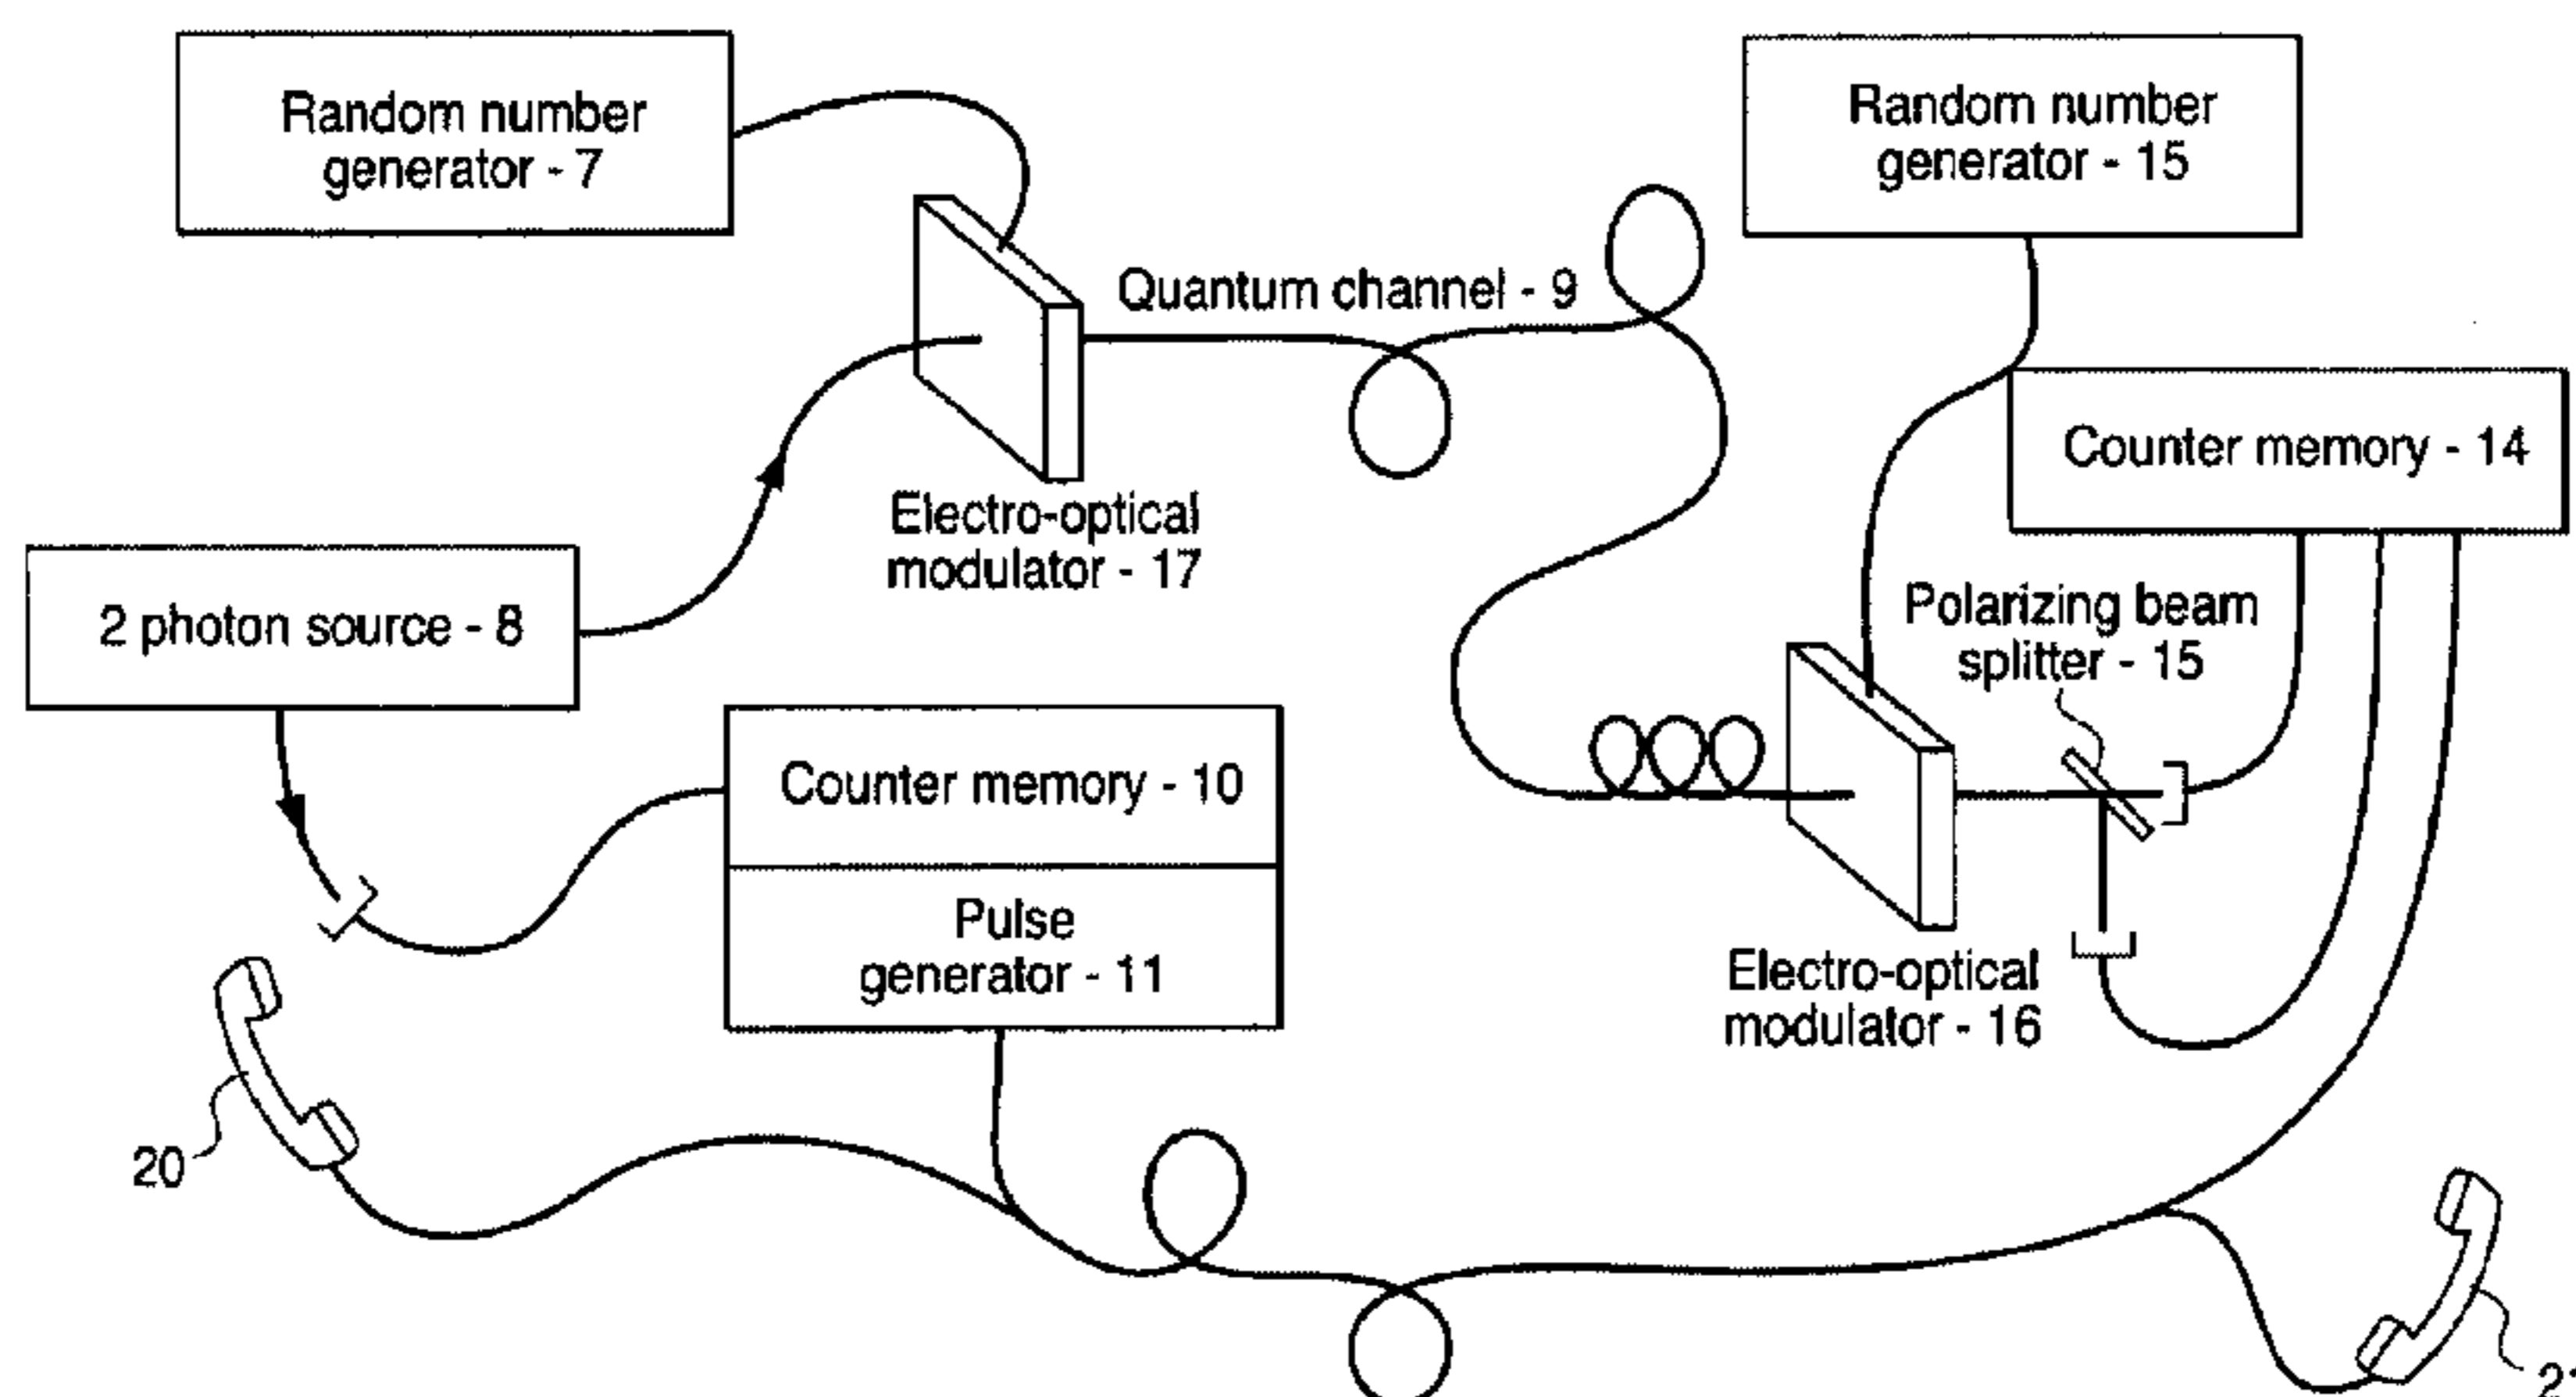 Random number
generator - 7
Random number
generator - 15
Quantum channel - 9
Counter memory - 14
Electro-optical
modulator - 17
2 photon source - 8
Polarizing beam
splitter - 15
Counter memory - 10
Pulse
generator - 11
Electro-optical
modulator - 16
20